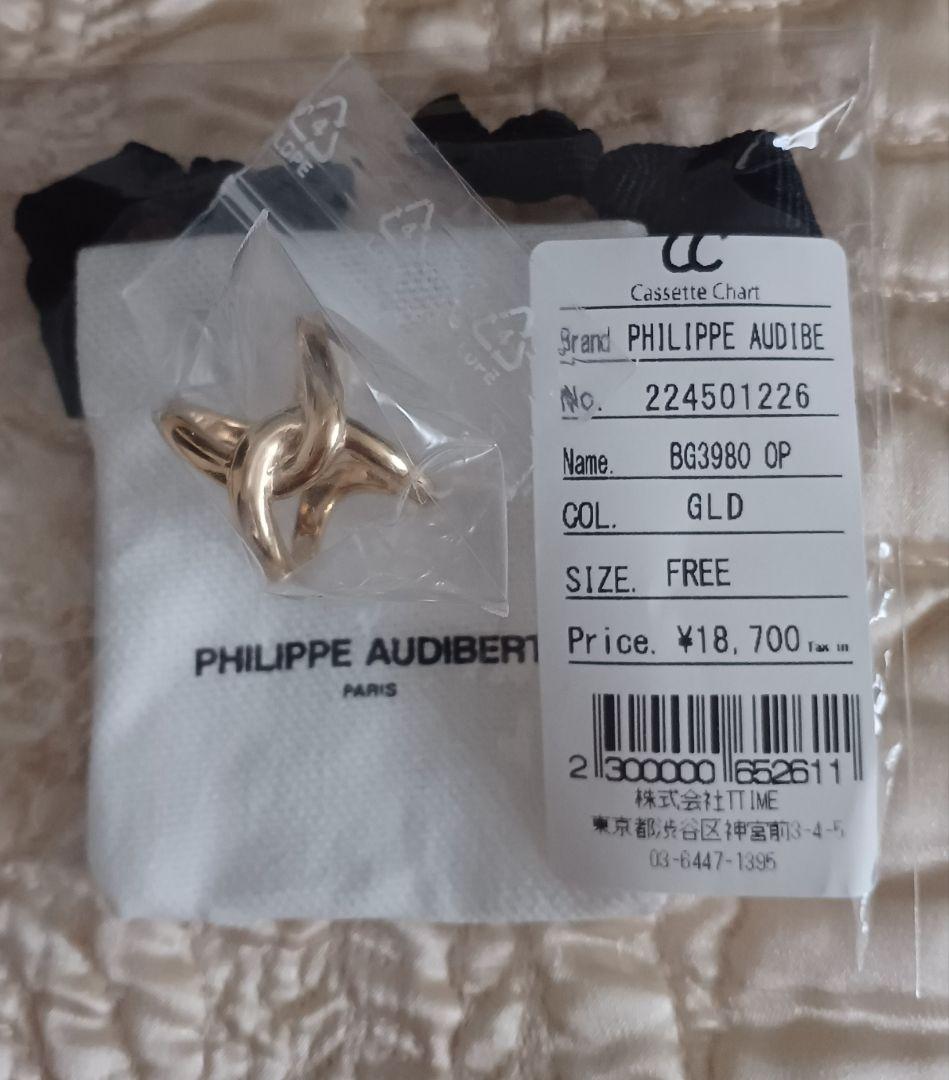 CC
Cassette Chart
Brand PHILIPPE AUDIBE
No. 224501226
Name. BG3980 OP
COL. GLD
SIZE. FREE
Price. ¥18,700 Tax in
2 300000 652611
株式会社TTIME
東京都渋谷区神宮前3-4-5
03-6447-1395
PHILIPPE AUDIBERT
PARIS